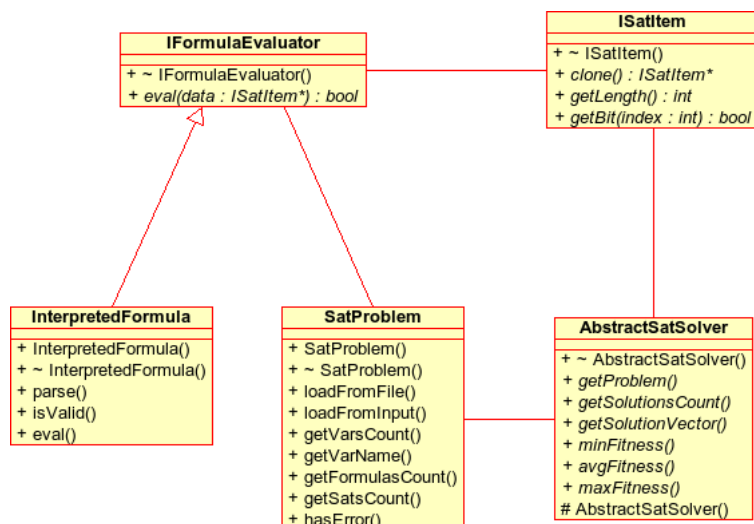 IFormulaEvaluator
+ ~ IFormulaEvaluator()
+ eval(data : ISatItem*) : bool
ISatItem
+ ~ ISatItem()
+ clone() : ISatItem*
+ getLength() : int
+ getBit(index : int) : bool
InterpretedFormula
+ InterpretedFormula()
+ ~ InterpretedFormula()
+ parse()
+ isValid()
+ eval()
SatProblem
+ SatProblem()
+ ~ SatProblem()
+ loadFromFile()
+ loadFromInput()
+ getVarsCount()
+ getVarName()
+ getFormulasCount()
+ getSatsCount()
+ hasError()
AbstractSatSolver
+ ~ AbstractSatSolver()
+ getProblem()
+ getSolutionsCount()
+ getSolutionVector()
+ minFitness()
+ avgFitness()
+ maxFitness()
# AbstractSatSolver()